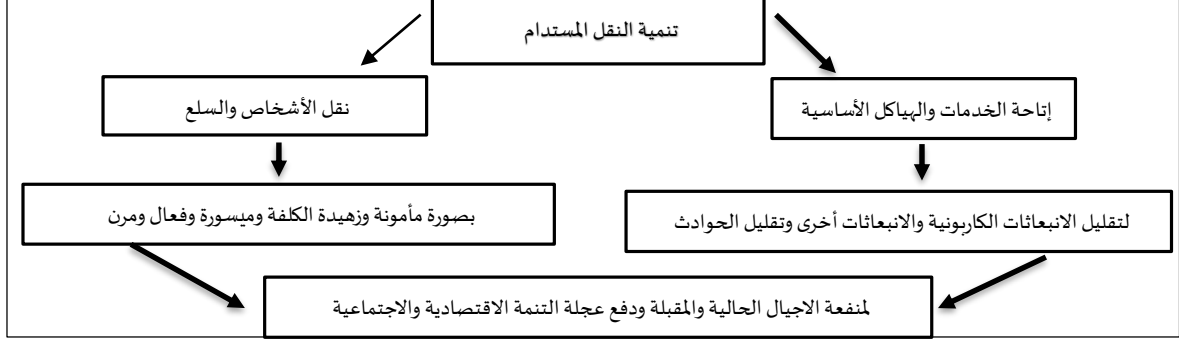 تنمية النقل المستدام
إتاحة الخدمات والهياكل الأساسية
نقل الأشخاص والسلع
لتقليل الانبعاثات الكاربونية والانبعاثات أخرى وتقليل الحوادث
بصورة مأمونة وزهيدة الكلفة وميسورة وفعال ومرن
لمنفعة الاجيال الحالية والمقبلة ودفع عجلة التنمة الاقتصادية والاجتماعية